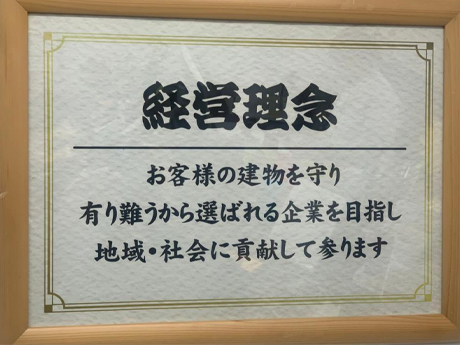 経営理念
お客様の建物を守り
有り難うから選ばれる企業を目指し
地域・社会に貢献して参ります